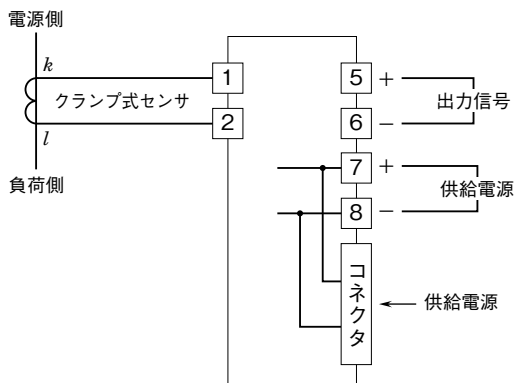 電源側
k
クランプ式センサ
l
負荷側
1
2
5 +
6 −
出力信号
7 +
8 −
供給電源
コネクタ
供給電源